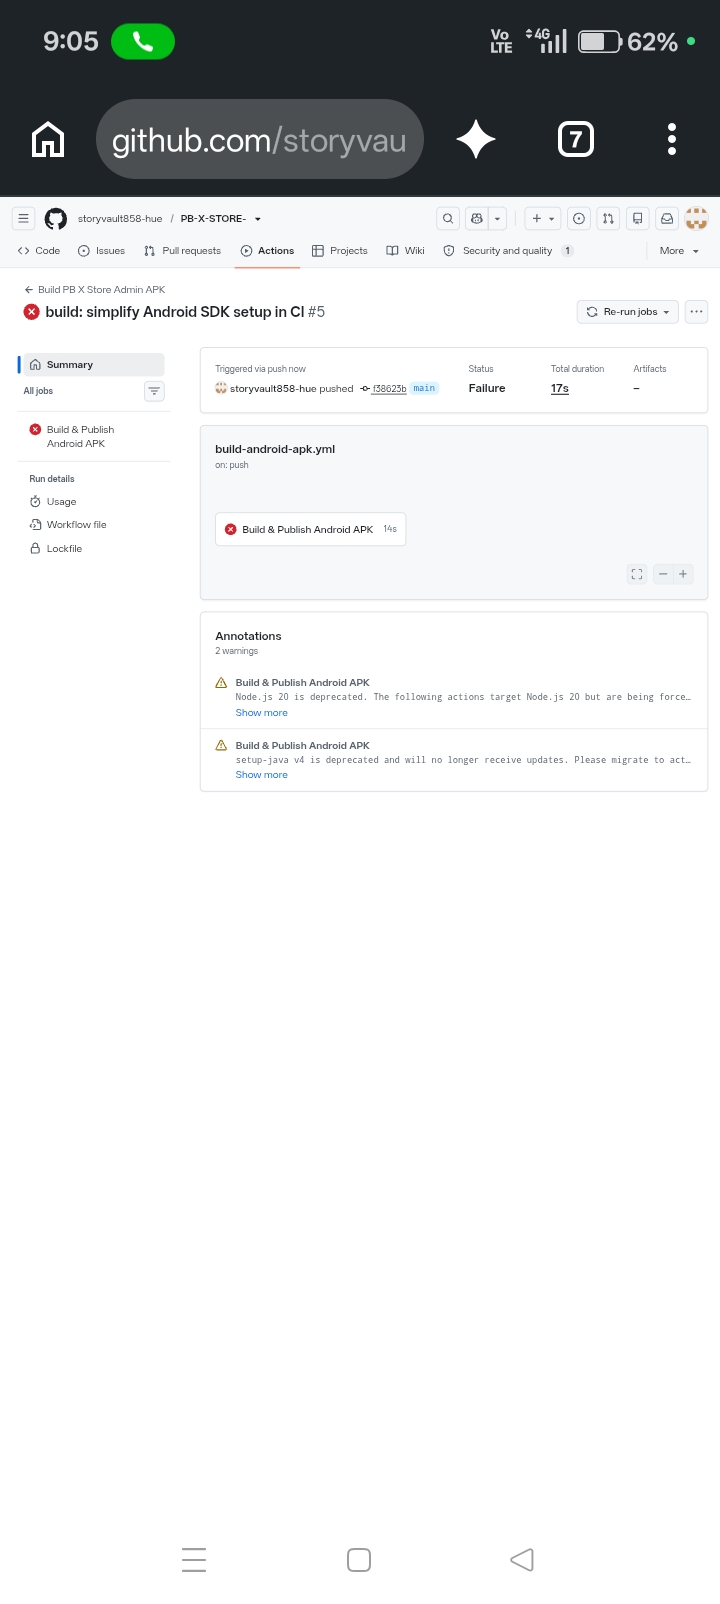 9:05
Vo LTE 4G 62%
github.com/storyvau
7
storyvault858-hue / PB-X-STORE-
Code Issues Pull requests Actions Projects Wiki Security and quality 1 More
Build PB X Store Admin APK
build: simplify Android SDK setup in CI #5
Re-run jobs
Summary
All jobs
Build & Publish
Android APK
Run details
Usage
Workflow file
Lockfile
Triggered via push now
storyvault858-hue pushed f38623b main
Status
Failure
Total duration
17s
Artifacts
–
build-android-apk.yml
on: push
Build & Publish Android APK 14s
Annotations
2 warnings
Build & Publish Android APK
Node.js 20 is deprecated. The following actions target Node.js 20 but are being force…
Show more
Build & Publish Android APK
setup-java v4 is deprecated and will no longer receive updates. Please migrate to act…
Show more